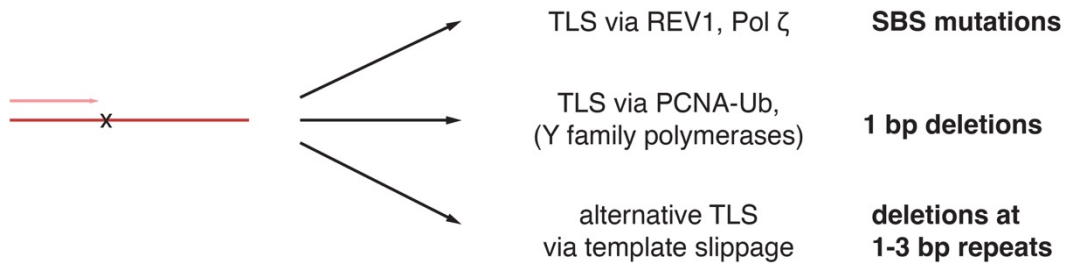 x
TLS via REV1, Pol ζ
SBS mutations
TLS via PCNA-Ub,
(Y family polymerases)
1 bp deletions
alternative TLS
via template slippage
deletions at
1-3 bp repeats